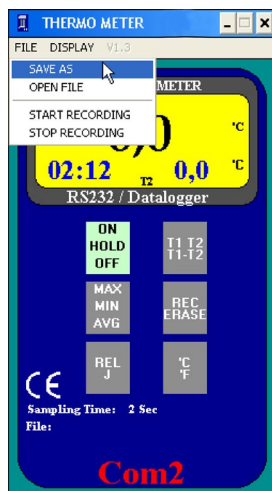 THERMO METER
FILE DISPLAY V1.3
SAVE AS
OPEN FILE
START RECORDING
STOP RECORDING
METER
°C
02:12 T2 0,0 °C
RS232 / Datalogger
ON
HOLD
OFF
T1 T2
T1-T2
MAX
MIN
AVG
REC
ERASE
REL
J
°C
°F
CE
Sampling Time: 2 Sec
File:
Com2